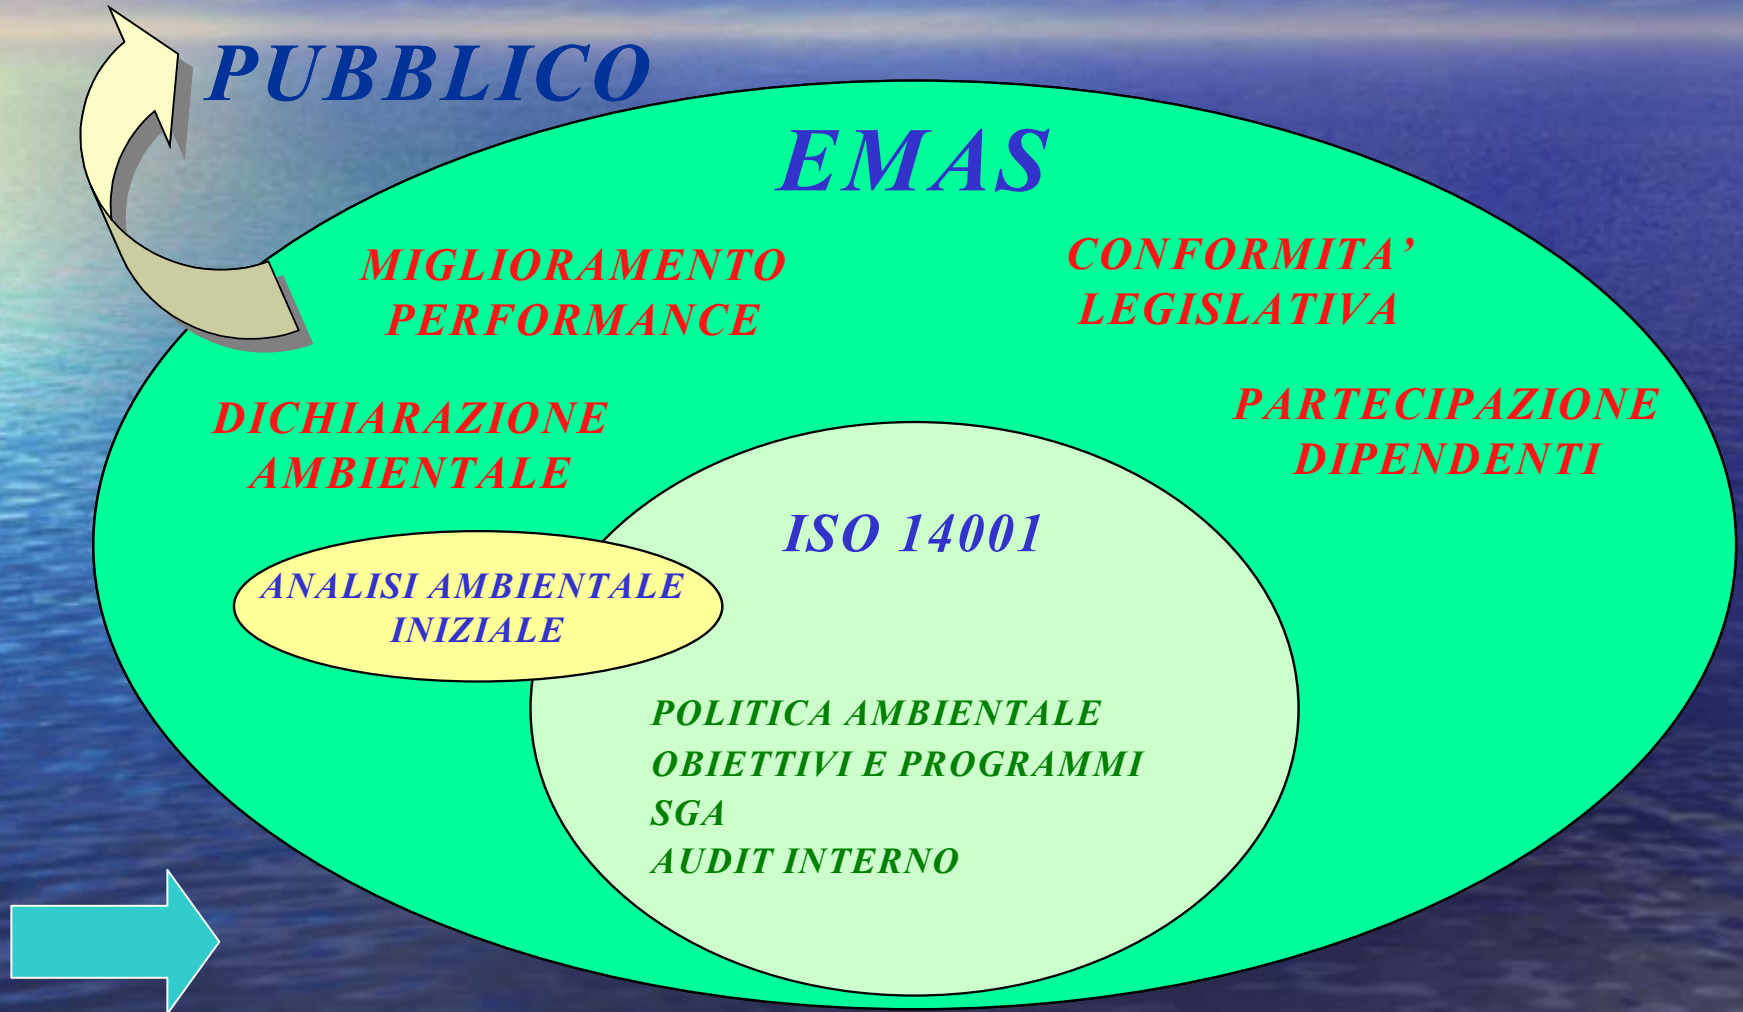 PUBBLICO
EMAS
MIGLIORAMENTO
PERFORMANCE
CONFORMITA’
LEGISLATIVA
DICHIARAZIONE
AMBIENTALE
PARTECIPAZIONE
DIPENDENTI
ISO 14001
ANALISI AMBIENTALE
INIZIALE
POLITICA AMBIENTALE
OBIETTIVI E PROGRAMMI
SGA
AUDIT INTERNO